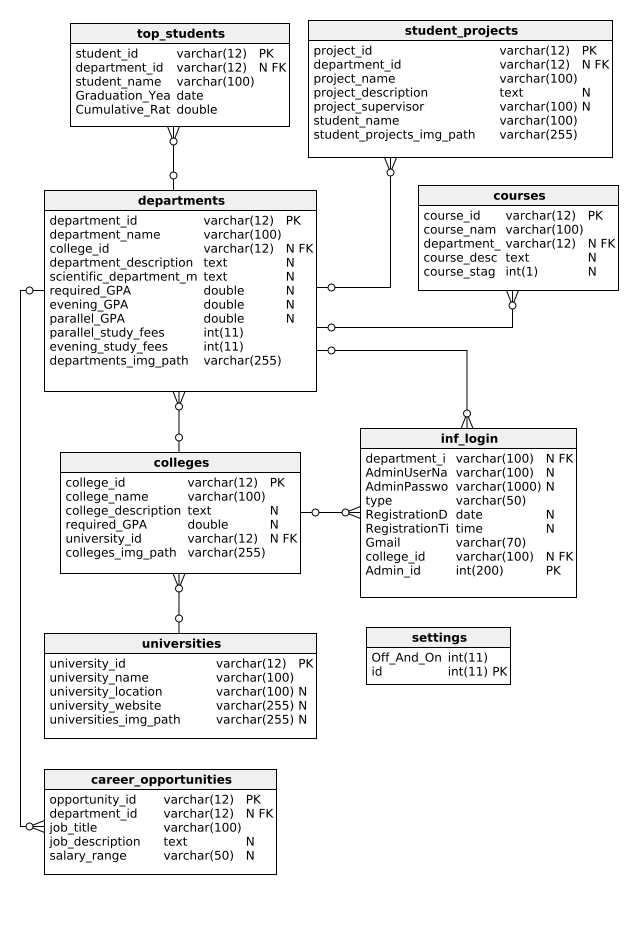 top_students
student_id varchar(12) PK
department_id varchar(12) N FK
student_name varchar(100)
Graduation_Yea date
Cumulative_Rat double
student_projects
project_id varchar(12) PK
department_id varchar(12) N FK
project_name varchar(100)
project_description text N
project_supervisor varchar(100) N
student_name varchar(100)
student_projects_img_path varchar(255)
departments
department_id varchar(12) PK
department_name varchar(100)
college_id varchar(12) N FK
department_description text N
scientific_department_m text N
required_GPA double N
evening_GPA double N
parallel_GPA double N
parallel_study_fees int(11)
evening_study_fees int(11)
departments_img_path varchar(255)
courses
course_id varchar(12) PK
course_nam varchar(100)
department_ varchar(12) N FK
course_desc text N
course_stag int(1) N
colleges
college_id varchar(12) PK
college_name varchar(100)
college_description text N
required_GPA double N
university_id varchar(12) N FK
colleges_img_path varchar(255)
inf_login
department_i varchar(100) N FK
AdminUserNa varchar(100) N
AdminPasswo varchar(1000) N
type varchar(50)
RegistrationD date N
RegistrationTi time N
Gmail varchar(70)
college_id varchar(100) N FK
Admin_id int(200) PK
universities
university_id varchar(12) PK
university_name varchar(100)
university_location varchar(100) N
university_website varchar(255) N
universities_img_path varchar(255) N
settings
Off_And_On int(11)
id int(11) PK
career_opportunities
opportunity_id varchar(12) PK
department_id varchar(12) N FK
job_title varchar(100)
job_description text N
salary_range varchar(50) N